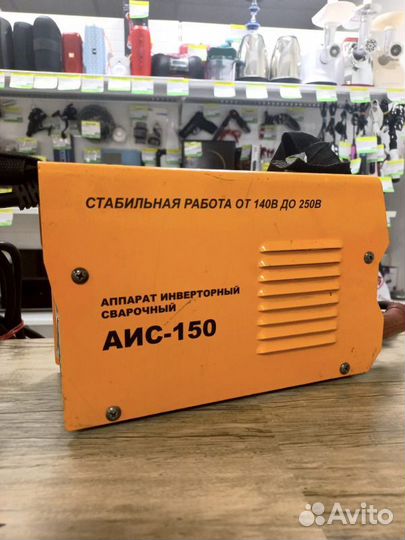 СТАБИЛЬНАЯ РАБОТА ОТ 140В ДО 250В
АППАРАТ ИНВЕРТОРНЫЙ
СВАРОЧНЫЙ
АИС-150
Avito